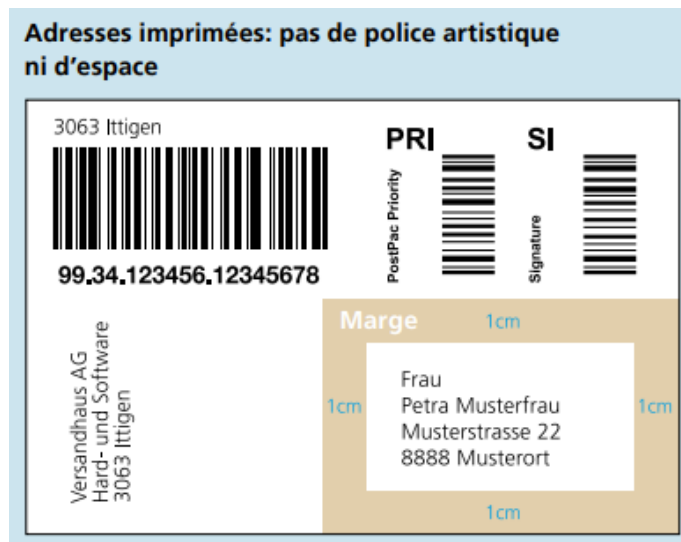 Adresses imprimées: pas de police artistique
ni d'espace
3063 Ittigen
99.34.123456.12345678
PRI
PostPac Priority
SI
Signature
Versandhaus AG
Hard- und Software
3063 Ittigen
Marge
1cm
1cm
Frau
Petra Musterfrau
Musterstrasse 22
8888 Musterort
1cm
1cm